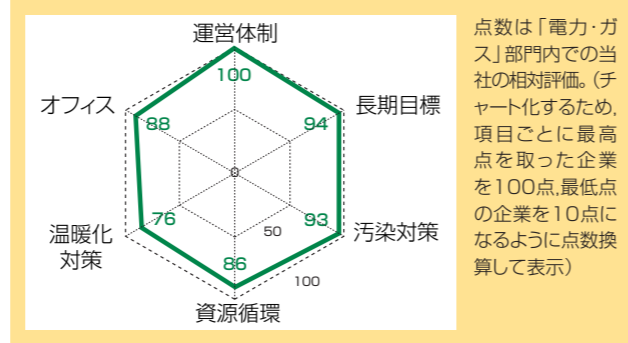 運営体制
100
オフィス
88
長期目標
94
0
温暖化
対策
76
汚染対策
93
50
86
100
資源循環
点数は「電力・ガ
ス」部門内での当
社の相対評価。(チ
ャート化するため,
項目ごとに最高
点を取った企業
を100点,最低点
の企業を10点に
なるように点数換
算して表示)